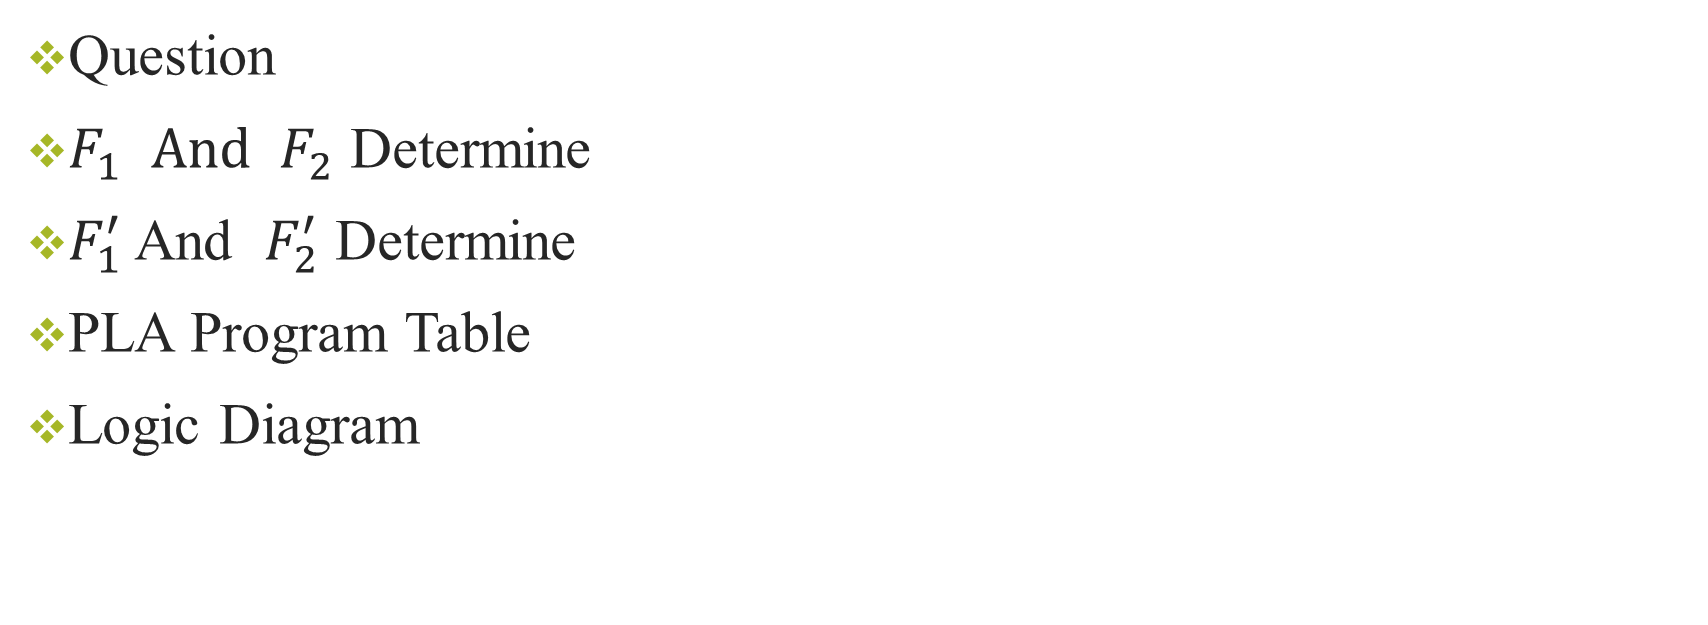 ❖Question
❖F₁ And F₂ Determine
❖F₁′ And F₂′ Determine
❖PLA Program Table
❖Logic Diagram